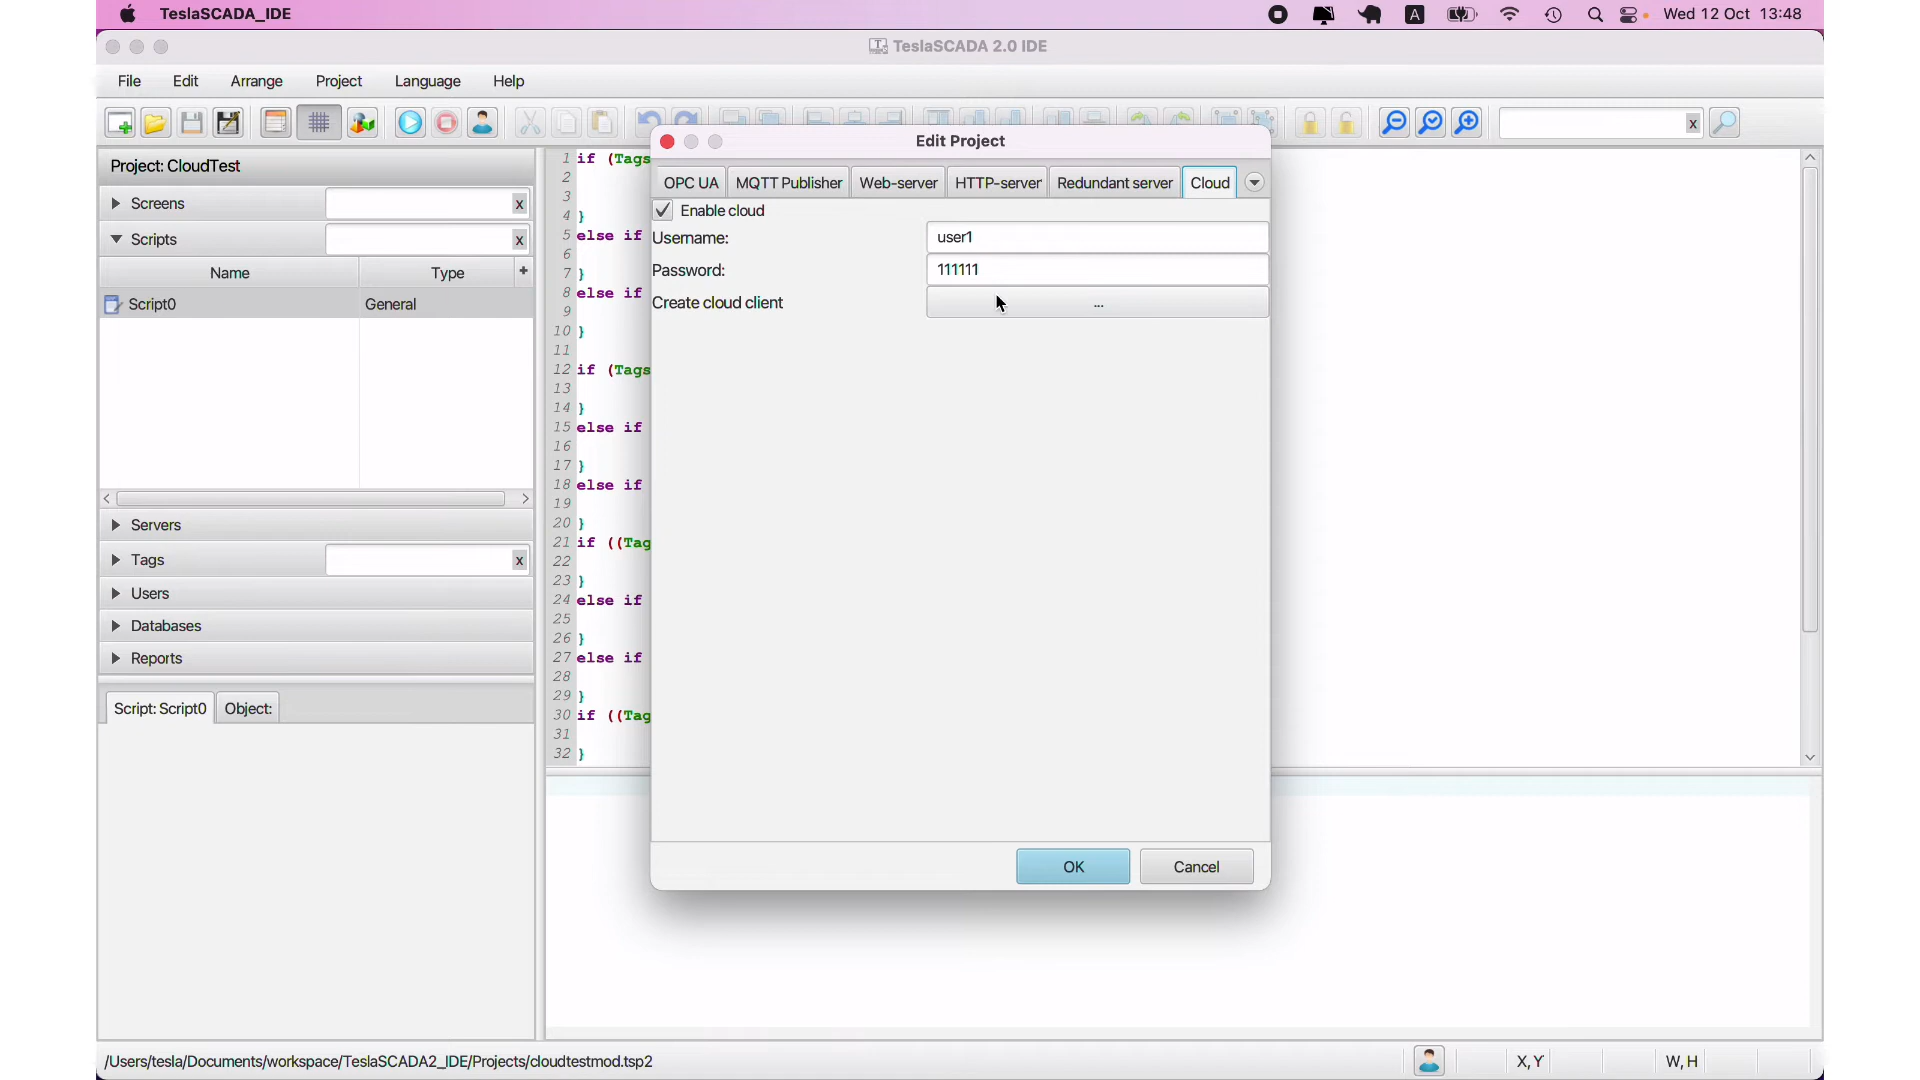 TeslaSCADA_IDE
A
Wed 12 Oct 13:48
TeslaSCADA 2.0 IDE
File Edit Arrange Project Language Help
x
Project: CloudTest
Screens x
Scripts x
Name Type +
Script0 General
Servers
Tags x
Users
Databases
Reports
Script: Script0 Object:
1 if (Tags
2
3
4 }
5 else if
6
7 }
8 else if
9
10 }
11
12 if (Tags
13
14 }
15 else if
16
17 }
18 else if
19
20 }
21 if ((Tag
22
23 }
24 else if
25
26 }
27 else if
28
29 }
30 if ((Tag
31
32 }
Edit Project
OPC UA MQTT Publisher Web-server HTTP-server Redundant server Cloud
Enable cloud
Username: user1
Password: 111111
Create cloud client ...
OK Cancel
/Users/tesla/Documents/workspace/TeslaSCADA2_IDE/Projects/cloudtestmod.tsp2
X,Y W,H